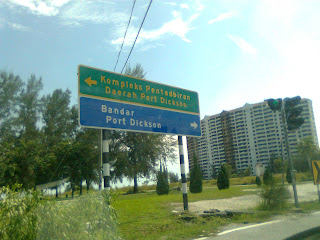 Kompleks Pentadbiran
Daerah Port Dickson
Bandar
Port Dickson